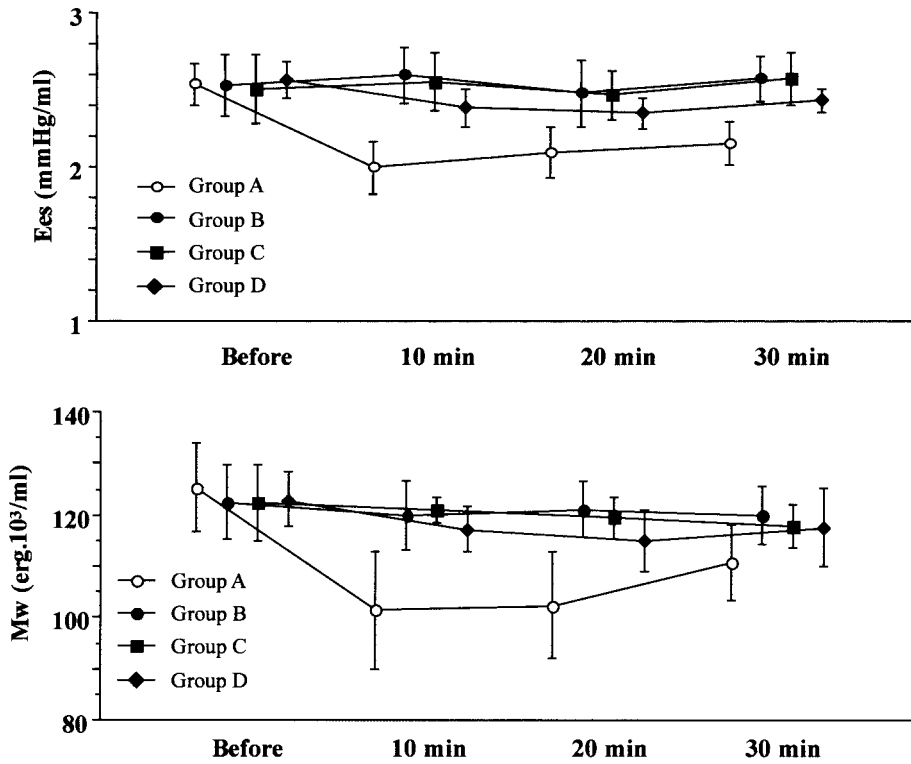 3
2
1
Ees (mmHg/ml)
Group A
Group B
Group C
Group D
Before 10 min 20 min 30 min
140
120
100
80
Mw (erg.10³/ml)
Group A
Group B
Group C
Group D
Before 10 min 20 min 30 min